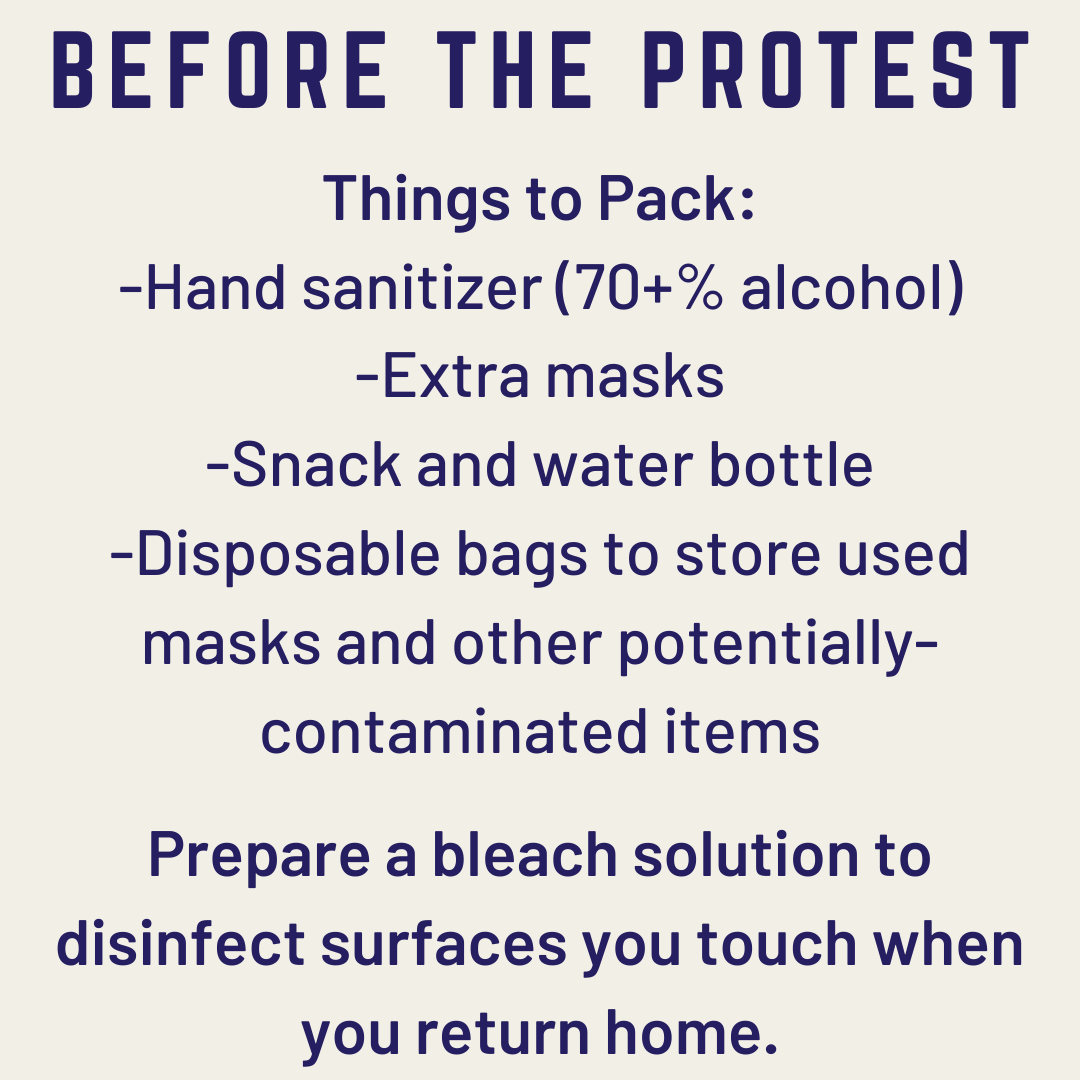 BEFORE THE PROTEST
Things to Pack:
-Hand sanitizer (70+% alcohol)
-Extra masks
-Snack and water bottle
-Disposable bags to store used
masks and other potentially-
contaminated items
Prepare a bleach solution to
disinfect surfaces you touch when
you return home.